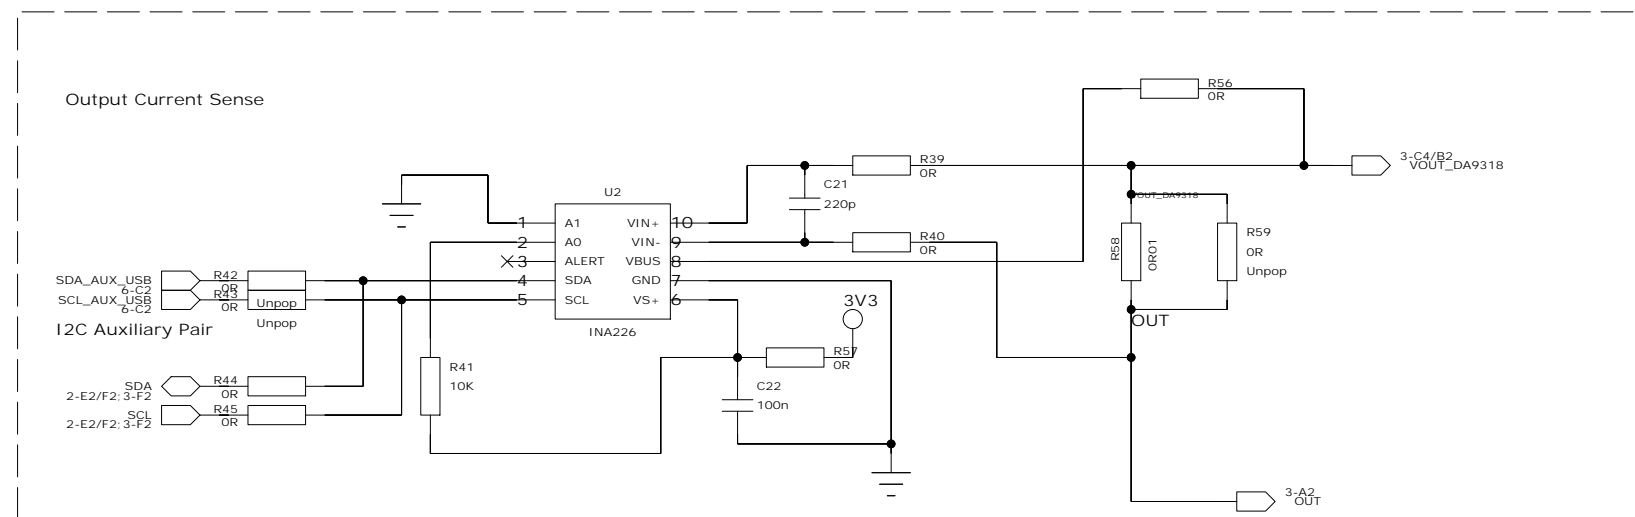 Output Current Sense
R56
0R
3-C4/B2
VOUT_DA9318
R39
0R
C21
220p
U2
1 A1 VIN+ 10
2 A0 VIN- 9
3 ALERT VBUS 8
4 SDA GND 7
5 SCL VS+ 6
INA226
R40
0R
VOUT_DA9318
R58
0R01
R59
0R
Unpop
OUT
SDA_AUX_USB
6-C2
R42
0R
Unpop
SCL_AUX_USB
6-C2
R43
0R
Unpop
I2C Auxiliary Pair
3V3
R57
0R
R41
10K
C22
100n
SDA
2-E2/F2;3-F2
R44
0R
SCL
2-E2/F2;3-F2
R45
0R
3-A2
OUT